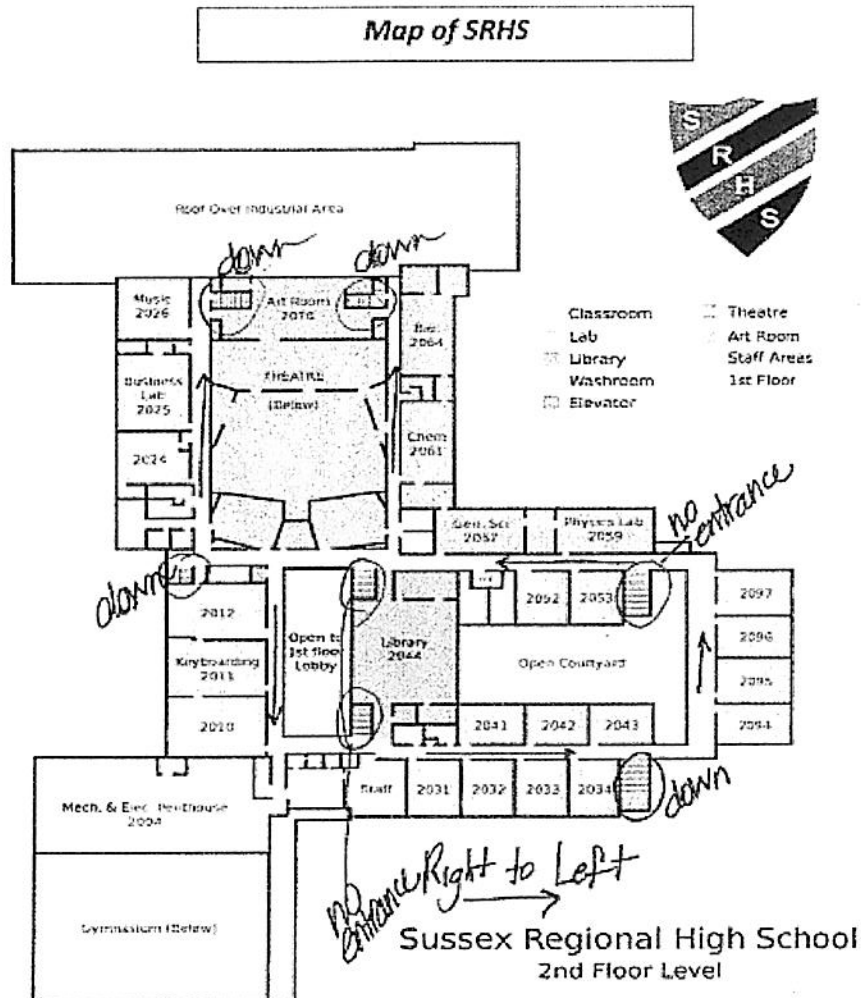 Map of SRHS
S
R
H
S
Roof Over Industrial Area
down
down
Music
2026
Art Room
2076
Bio.
2064
Classroom
Lab
Library
Washroom
Elevator
Theatre
Art Room
Staff Areas
1st Floor
Business
Lab
2025
THEATRE
(Below)
2024
Chem
2061
no
entrance
Gen. Sci
2057
Physics Lab
2059
down
2012
2052
2053
2097
Open to
1st floor
Lobby
Library
2044
2096
Keyboarding
2011
Open Courtyard
2095
2010
2041
2042
2043
2094
Mech. & Elec. Penthouse
2004
Staff
2031
2032
2033
2034
down
no
entrance
Right to Left
Gymnasium (Below)
Sussex Regional High School
2nd Floor Level